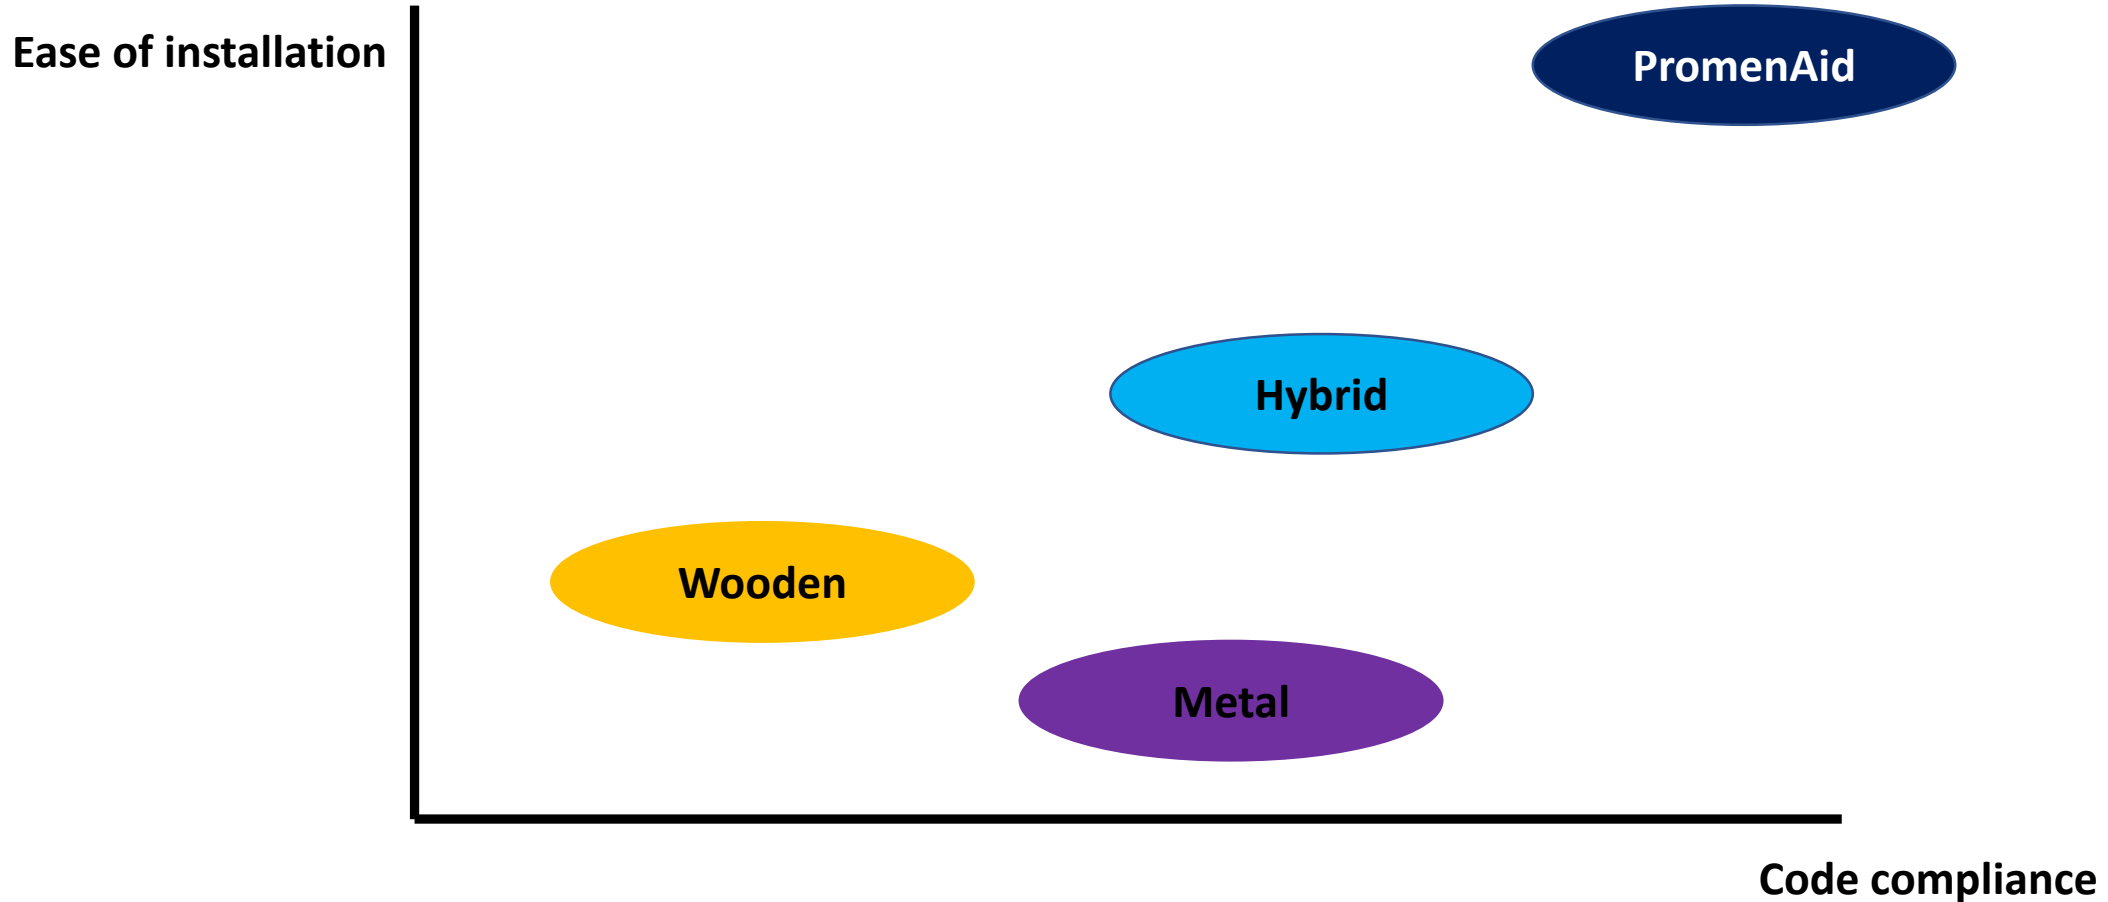 Ease of installation
PromenAid
Hybrid
Wooden
Metal
Code compliance